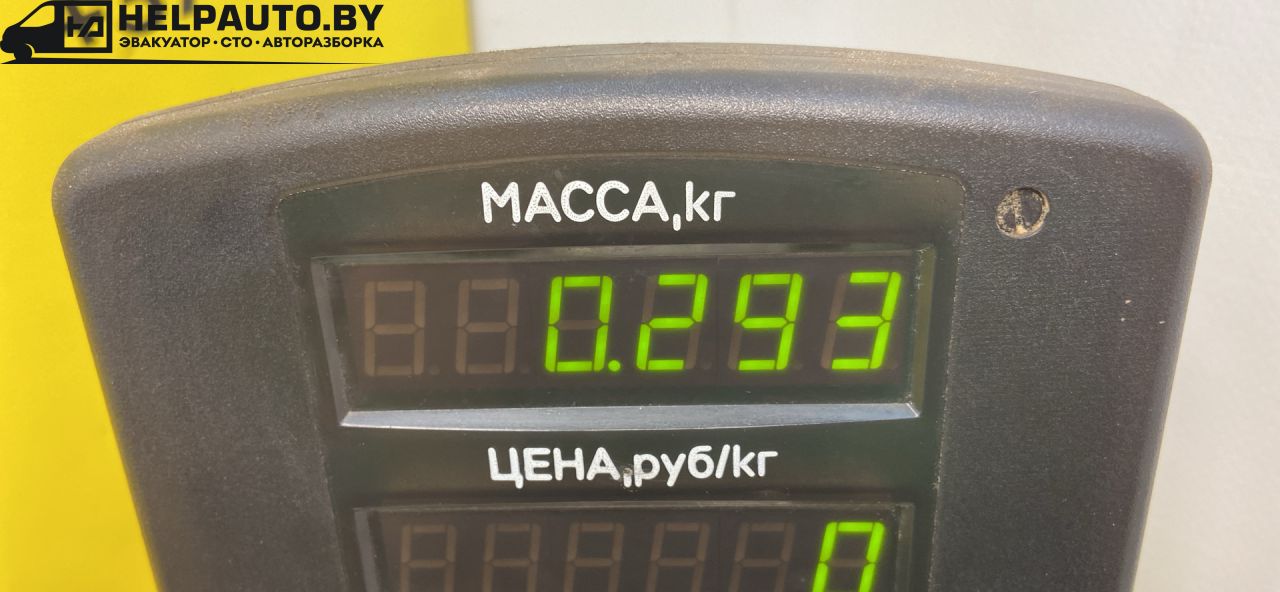 HELPAUTO.BY
ЭВАКУАТОР · СТО · АВТОРАЗБОРКА
МАССА,кг
0.293
ЦЕНА,руб/кг
0